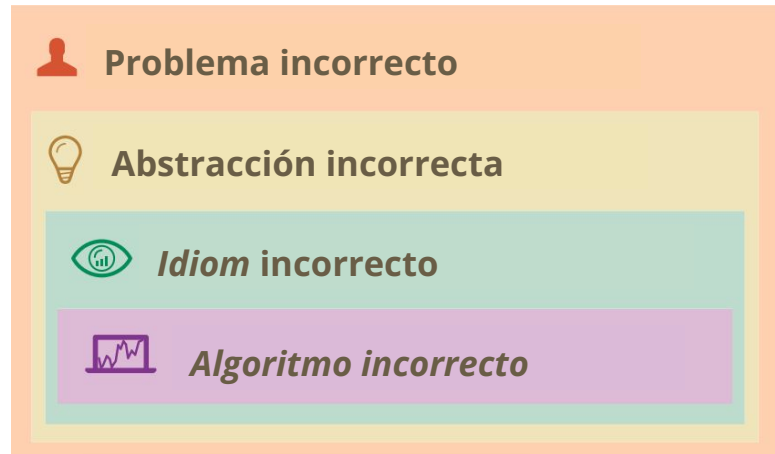 Problema incorrecto
Abstracción incorrecta
Idiom incorrecto
Algoritmo incorrecto